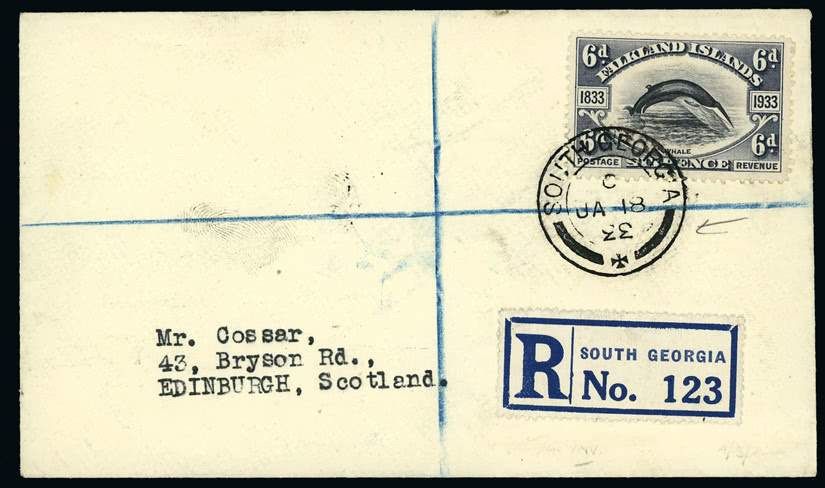 6d. FALKLAND ISLANDS 6d.
1833 1933
WHALE 6d.
POSTAGE SIXPENCE REVENUE
SOUTH GEORGIA
C
JA 18
33
Mr. Cossar,
43, Bryson Rd.,
EDINBURGH, Scotland.
R SOUTH GEORGIA
No. 123